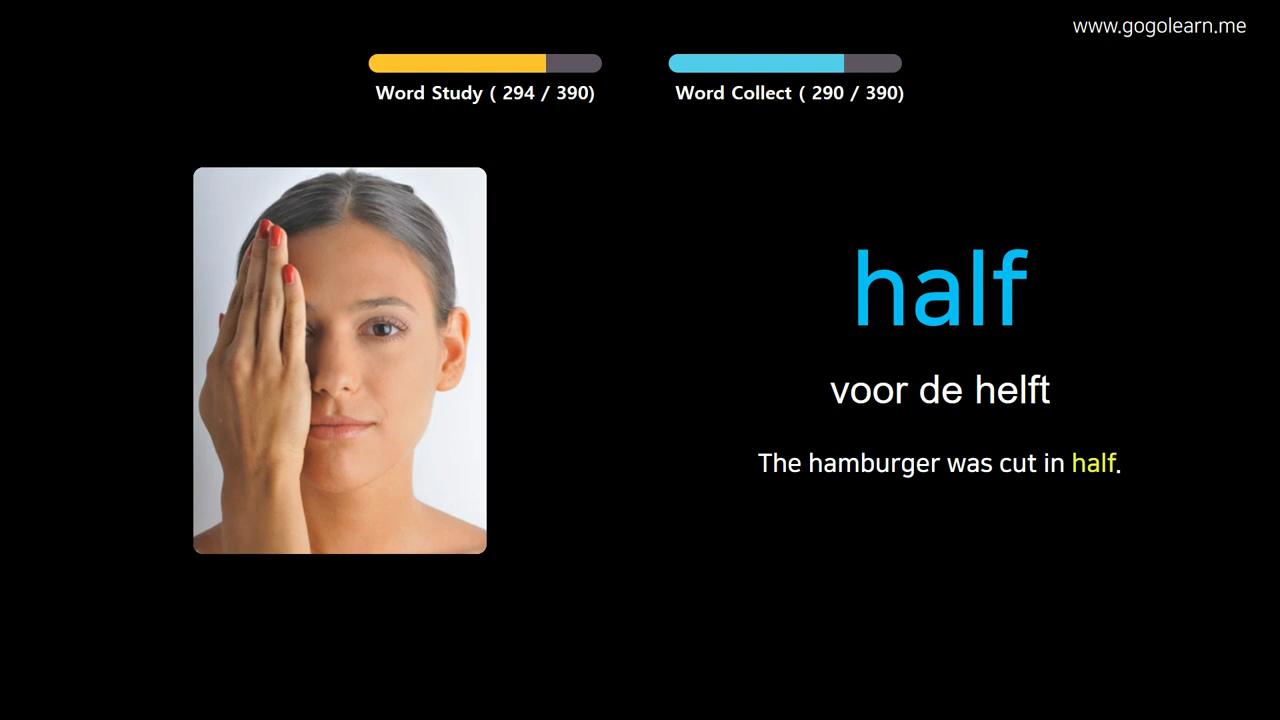 www.gogolearn.me
Word Study ( 294 / 390)
Word Collect ( 290 / 390)
half
voor de helft
The hamburger was cut in half.